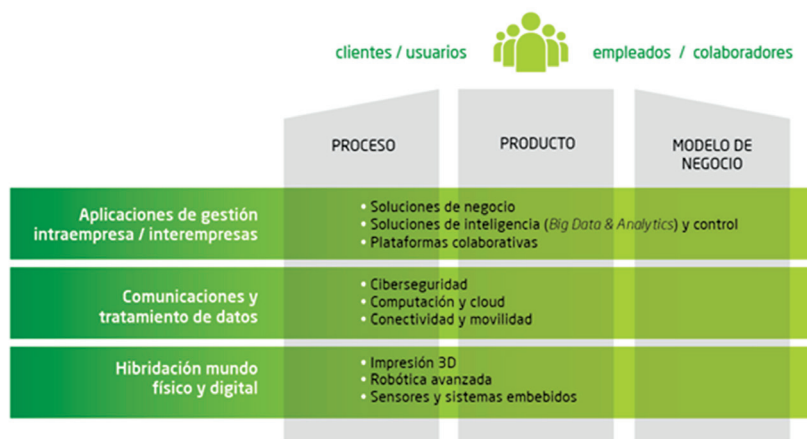 clientes / usuarios
empleados / colaboradores
PROCESO
PRODUCTO
MODELO DE
NEGOCIO
Aplicaciones de gestión
intraempresa / interempresas
• Soluciones de negocio
• Soluciones de inteligencia (Big Data & Analytics) y control
• Plataformas colaborativas
Comunicaciones y
tratamiento de datos
• Ciberseguridad
• Computación y cloud
• Conectividad y movilidad
Hibridación mundo
físico y digital
• Impresión 3D
• Robótica avanzada
• Sensores y sistemas embebidos